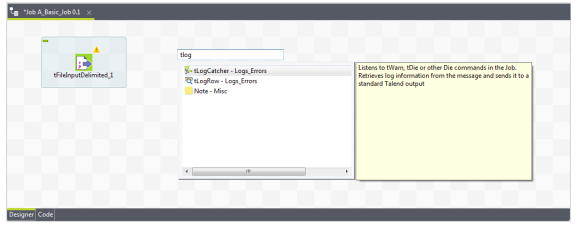 *Job A_Basic_Job 0.1
tFileInputDelimited_1
tlog
tLogCatcher - Logs_Errors
tLogRow - Logs_Errors
Note - Misc
Listens to tWarn, tDie or other Die commands in the Job.
Retrieves log information from the message and sends it to a
standard Talend output
Designer Code